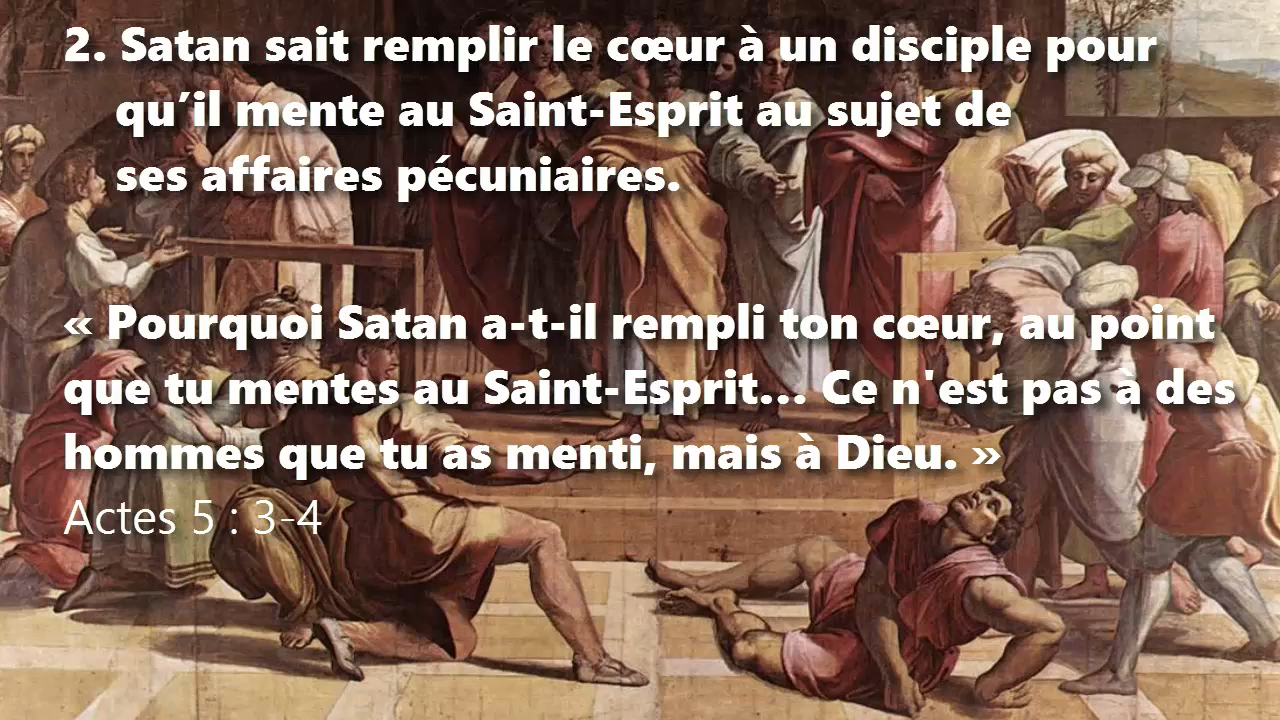 2. Satan sait remplir le cœur à un disciple pour
qu’il mente au Saint-Esprit au sujet de
ses affaires pécuniaires.
« Pourquoi Satan a-t-il rempli ton cœur, au point
que tu mentes au Saint-Esprit… Ce n'est pas à des
hommes que tu as menti, mais à Dieu. »
Actes 5 : 3-4